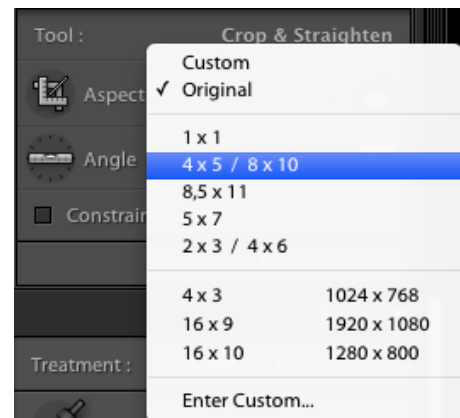 Tool : Crop & Straighten
Custom
Aspect ✓ Original
1 x 1
Angle 4 x 5 / 8 x 10
8,5 x 11
Constrain 5 x 7
2 x 3 / 4 x 6
4 x 3 1024 x 768
16 x 9 1920 x 1080
Treatment : 16 x 10 1280 x 800
Enter Custom...